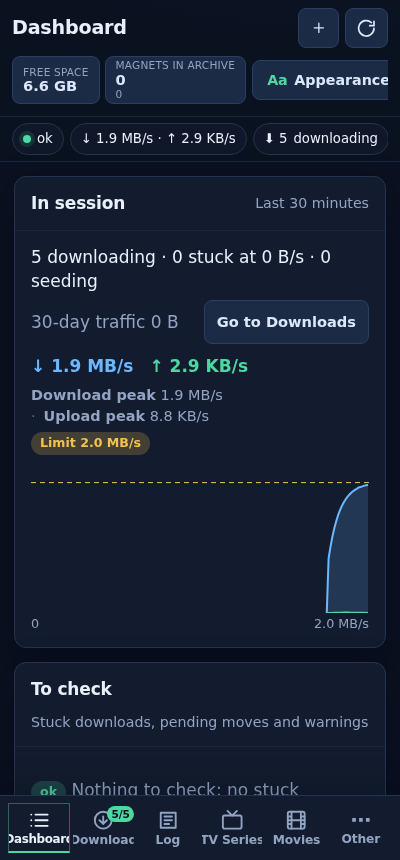 Dashboard
+
FREE SPACE
6.6 GB
MAGNETS IN ARCHIVE
0
0
Aa Appearance
ok
↓ 1.9 MB/s · ↑ 2.9 KB/s
⬇ 5 downloading
In session
Last 30 minutes
5 downloading · 0 stuck at 0 B/s · 0
seeding
30-day traffic 0 B
Go to Downloads
↓ 1.9 MB/s ↑ 2.9 KB/s
Download peak 1.9 MB/s
· Upload peak 8.8 KB/s
Limit 2.0 MB/s
0
2.0 MB/s
To check
Stuck downloads, pending moves and warnings
ok Nothing to check: no stuck
5/5
Dashboard
Downloac
Log
TV Series
Movies
Other